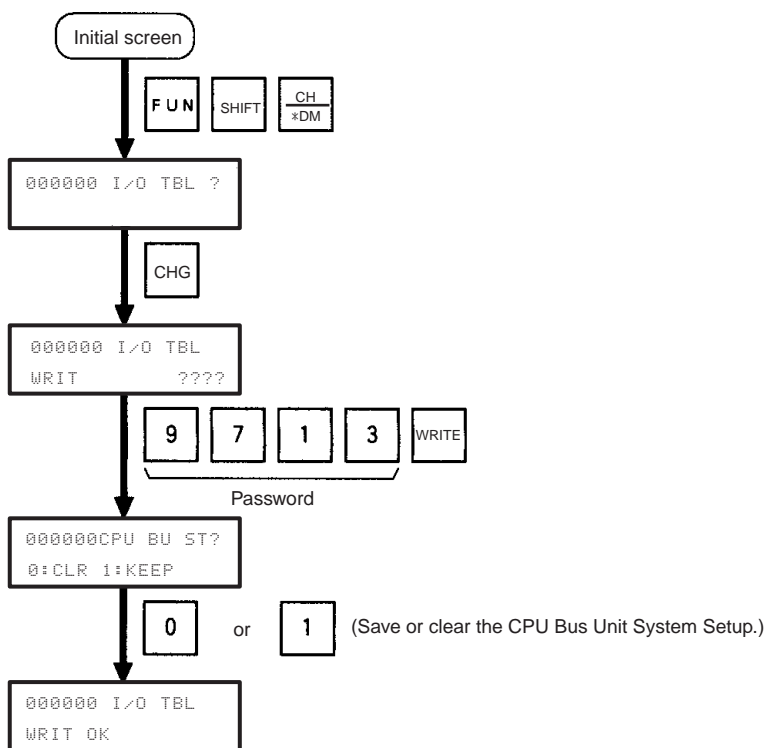 Initial screen
FUN SHIFT CH
*DM
000000 I/O TBL ?
CHG
000000 I/O TBL
WRIT ????
9 7 1 3 WRITE
Password
000000CPU BU ST?
0:CLR 1:KEEP
0 or 1 (Save or clear the CPU Bus Unit System Setup.)
000000 I/O TBL
WRIT OK